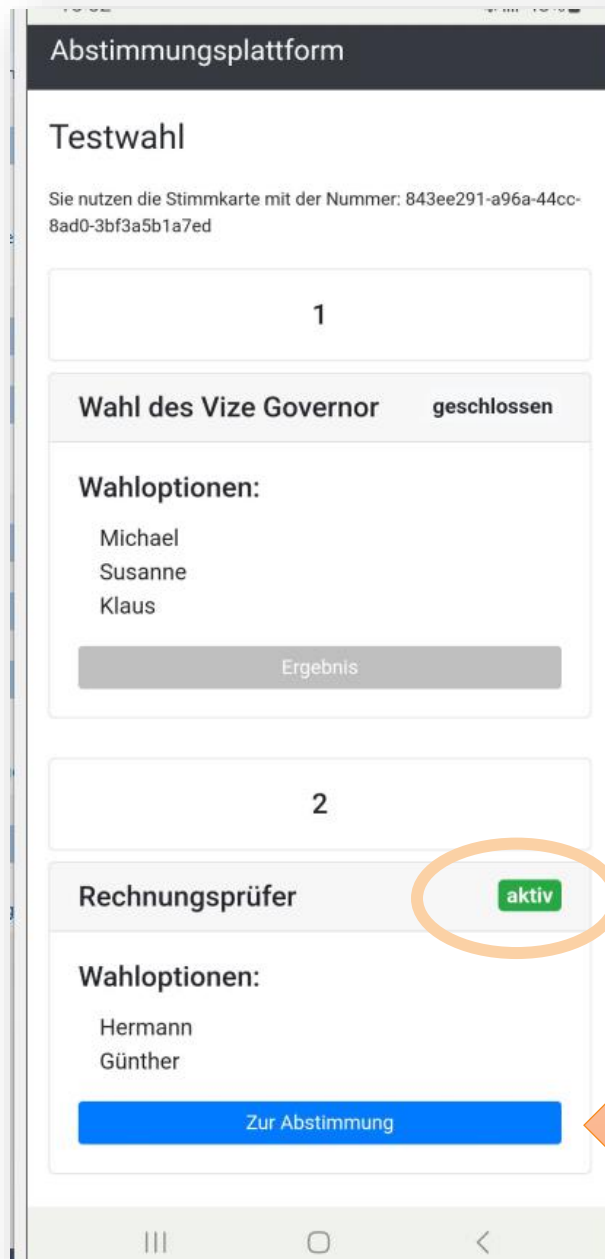 Abstimmungsplattform
Testwahl
Sie nutzen die Stimmkarte mit der Nummer: 843ee291-a96a-44cc-
8ad0-3bf3a5b1a7ed
1
Wahl des Vize Governor geschlossen
Wahloptionen:
Michael
Susanne
Klaus
Ergebnis
2
Rechnungsprüfer aktiv
Wahloptionen:
Hermann
Günther
Zur Abstimmung